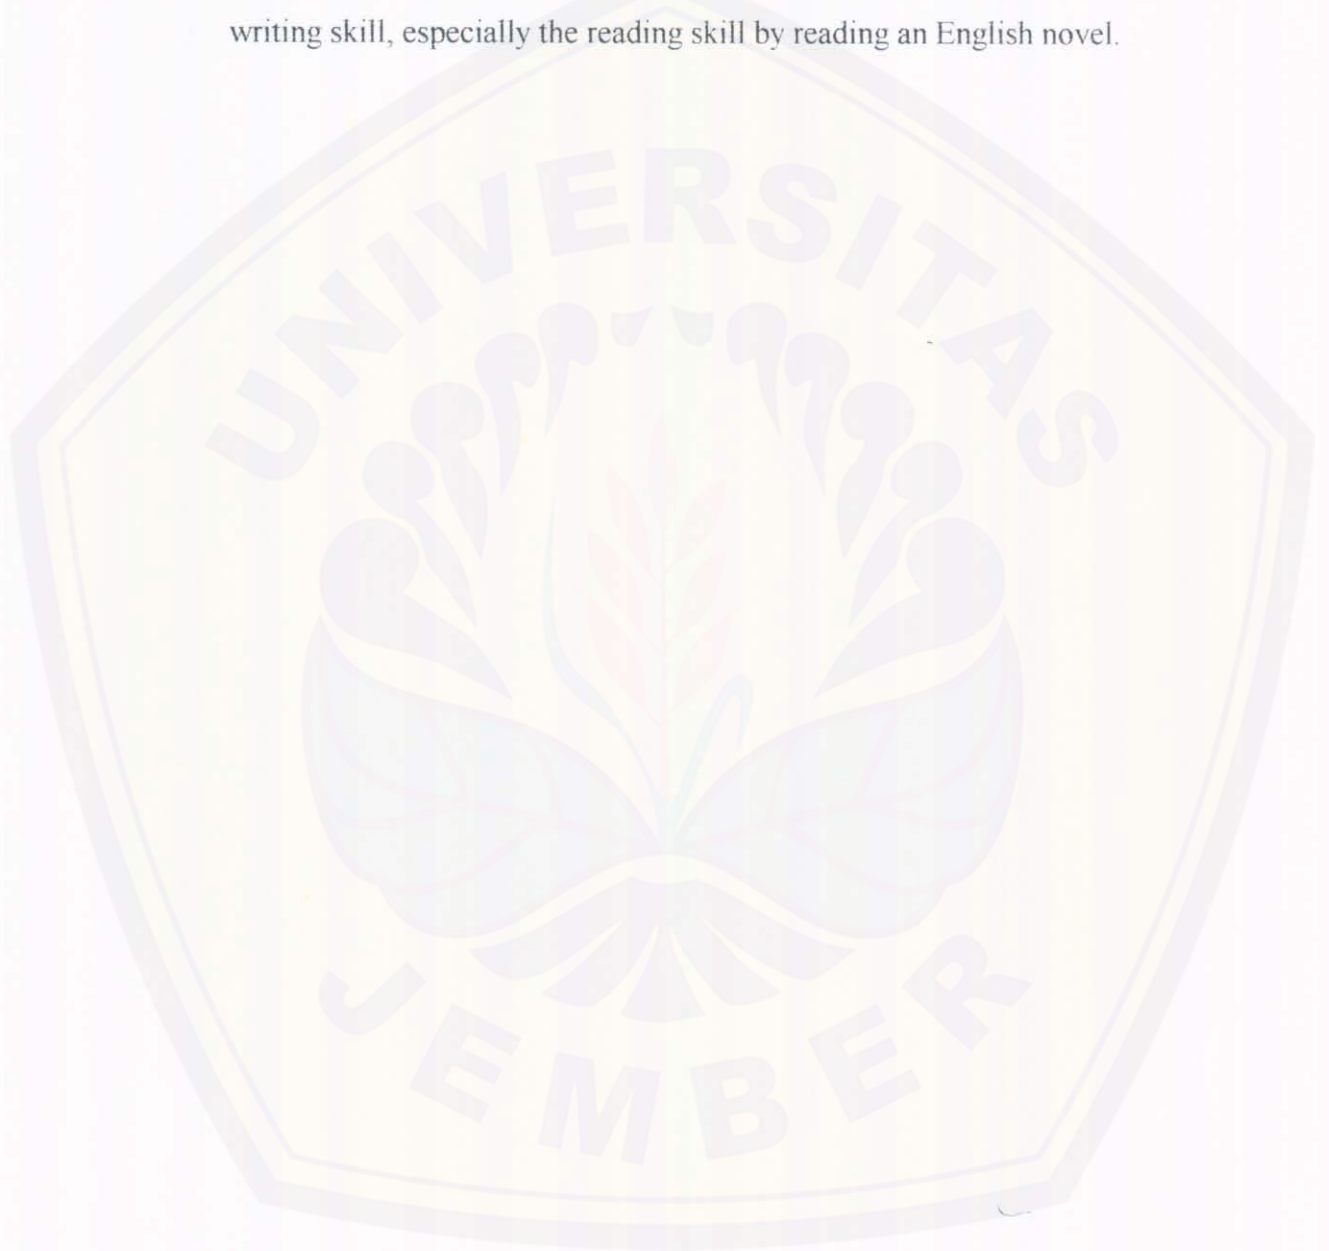 writing skill, especially the reading skill by reading an English novel.
UNIVERSITAS
JEMBER